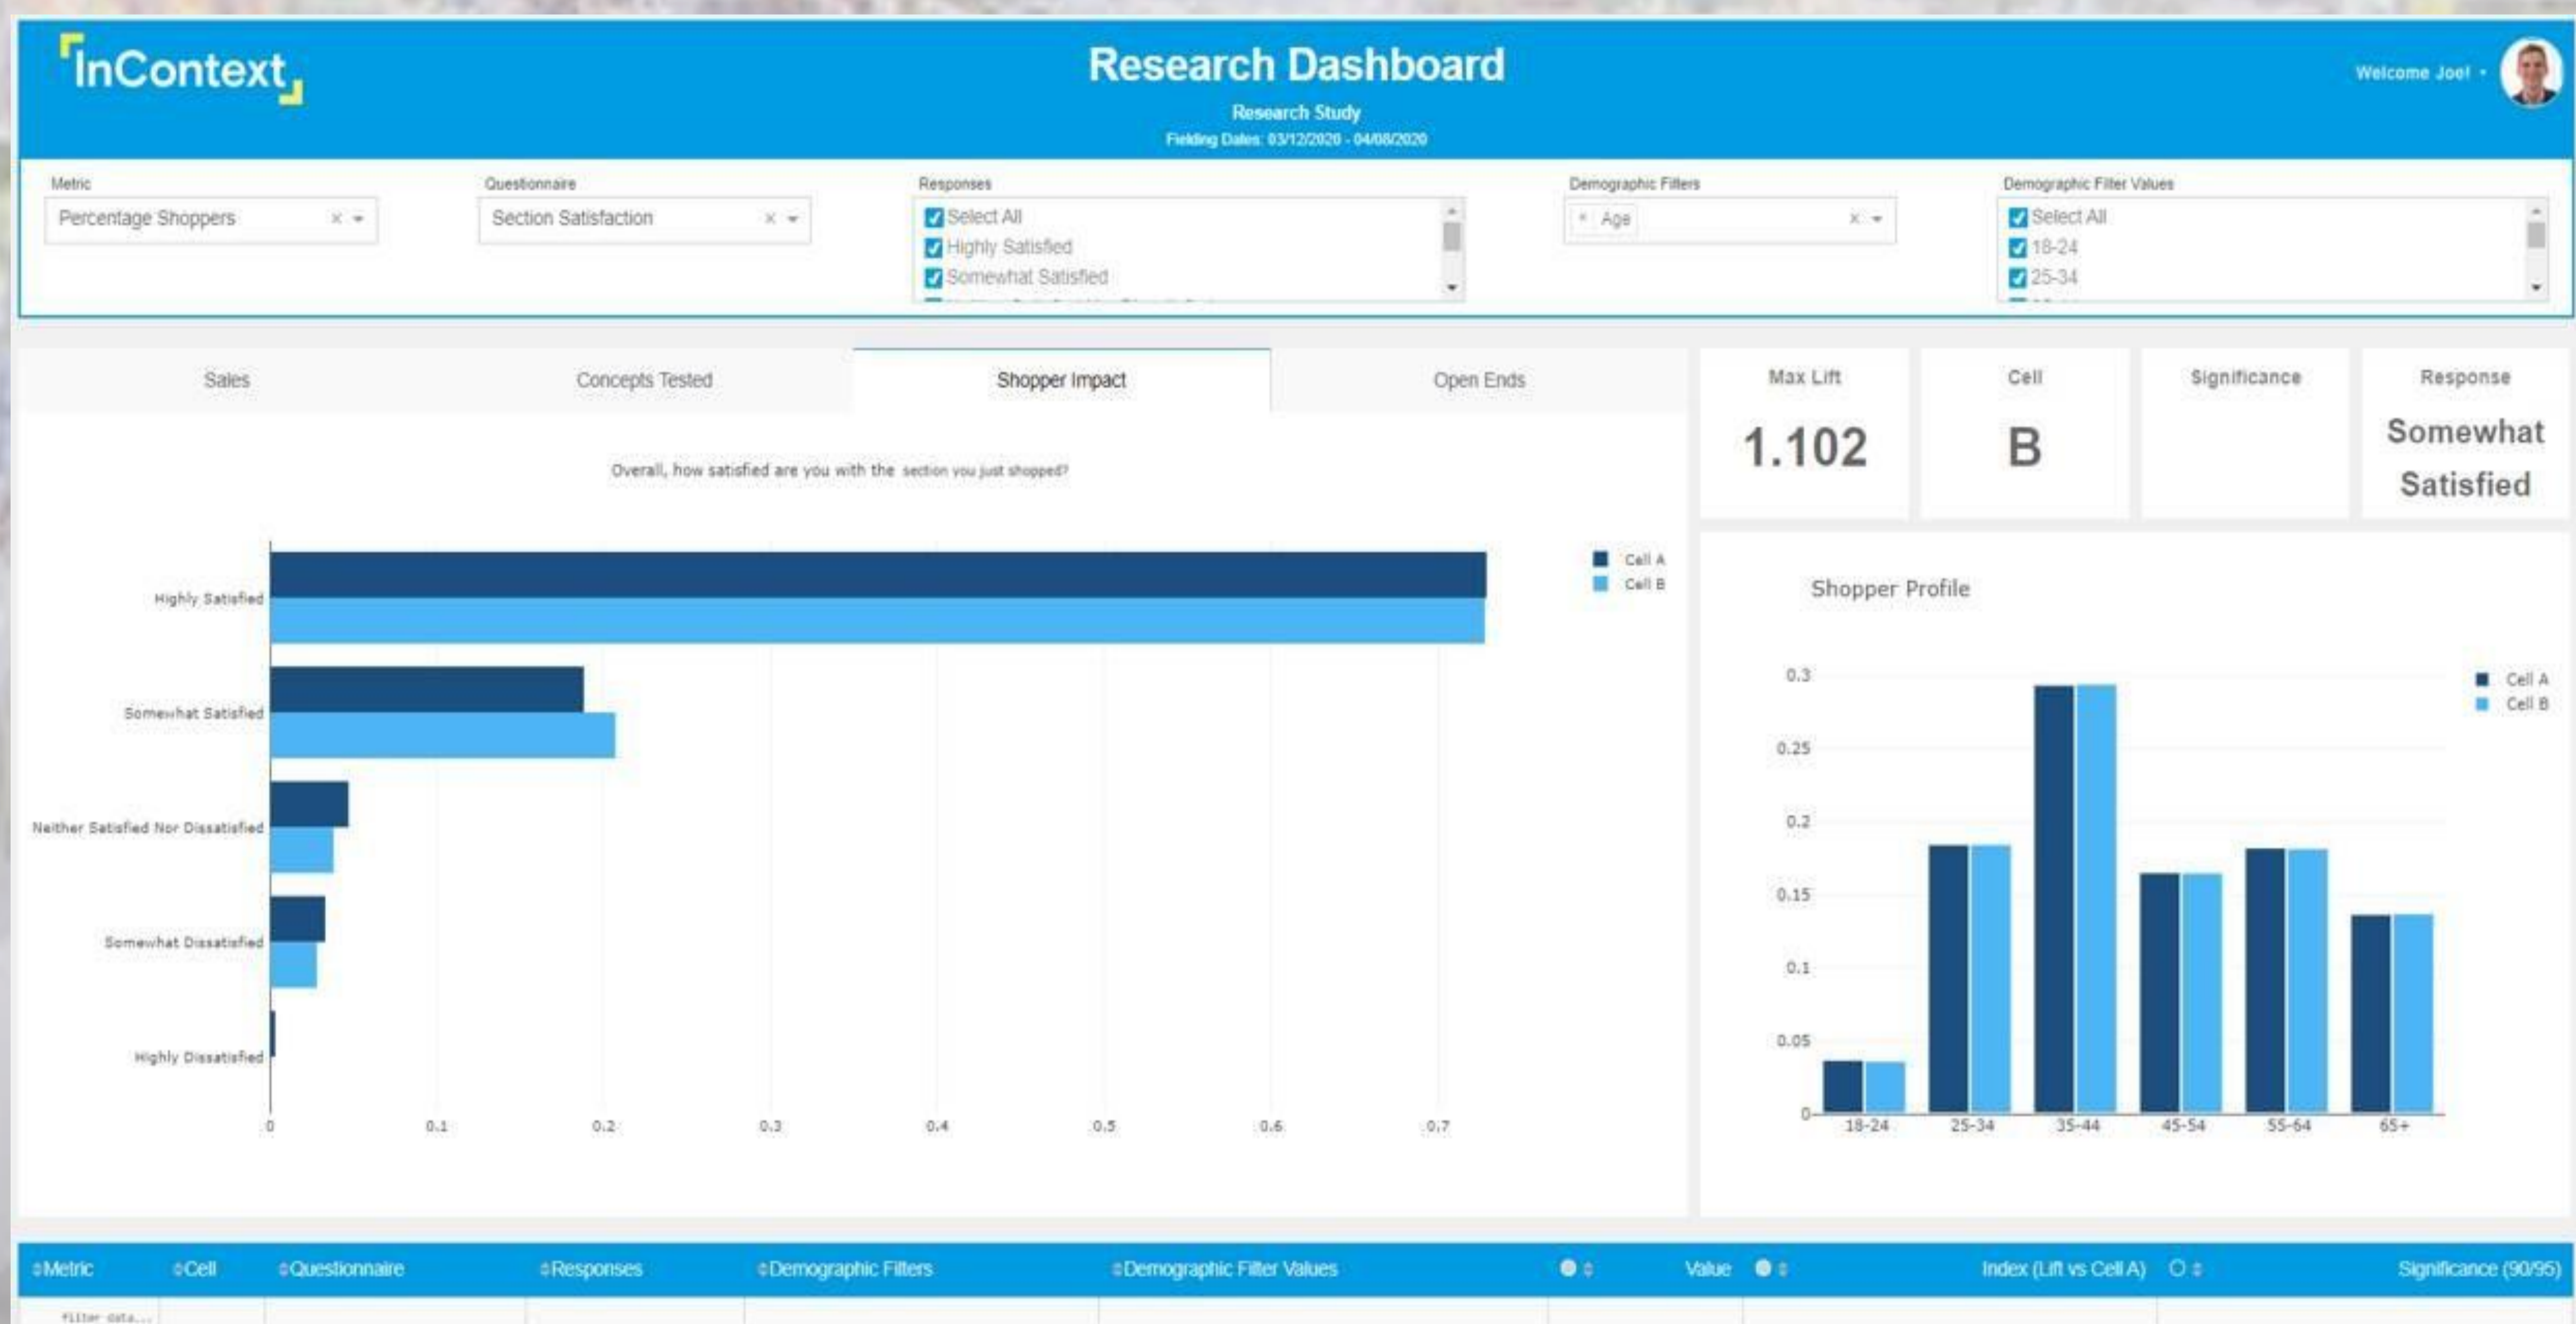 InContext
Research Dashboard
Research Study
Fielding Dates: 03/12/2020 - 04/08/2020
Welcome Joe!
Metric
Percentage Shoppers
Questionnaire
Section Satisfaction
Responses
Select All
Highly Satisfied
Somewhat Satisfied
Demographic Filters
× Age
Demographic Filter Values
Select All
18-24
25-34
Sales
Concepts Tested
Shopper Impact
Open Ends
Max Lift
1.102
Cell
B
Significance
Response
Somewhat
Satisfied
Overall, how satisfied are you with the section you just shopped?
Cell A
Cell B
Highly Satisfied
Somewhat Satisfied
Neither Satisfied Nor Dissatisfied
Somewhat Dissatisfied
Highly Dissatisfied
0 0.1 0.2 0.3 0.4 0.5 0.6 0.7
Shopper Profile
Cell A
Cell B
0.3
0.25
0.2
0.15
0.1
0.05
0
18-24 25-34 35-44 45-54 55-64 65+
Metric Cell Questionnaire Responses Demographic Filters Demographic Filter Values Value Index (Lift vs Cell A) Significance (90/95)
filter data...